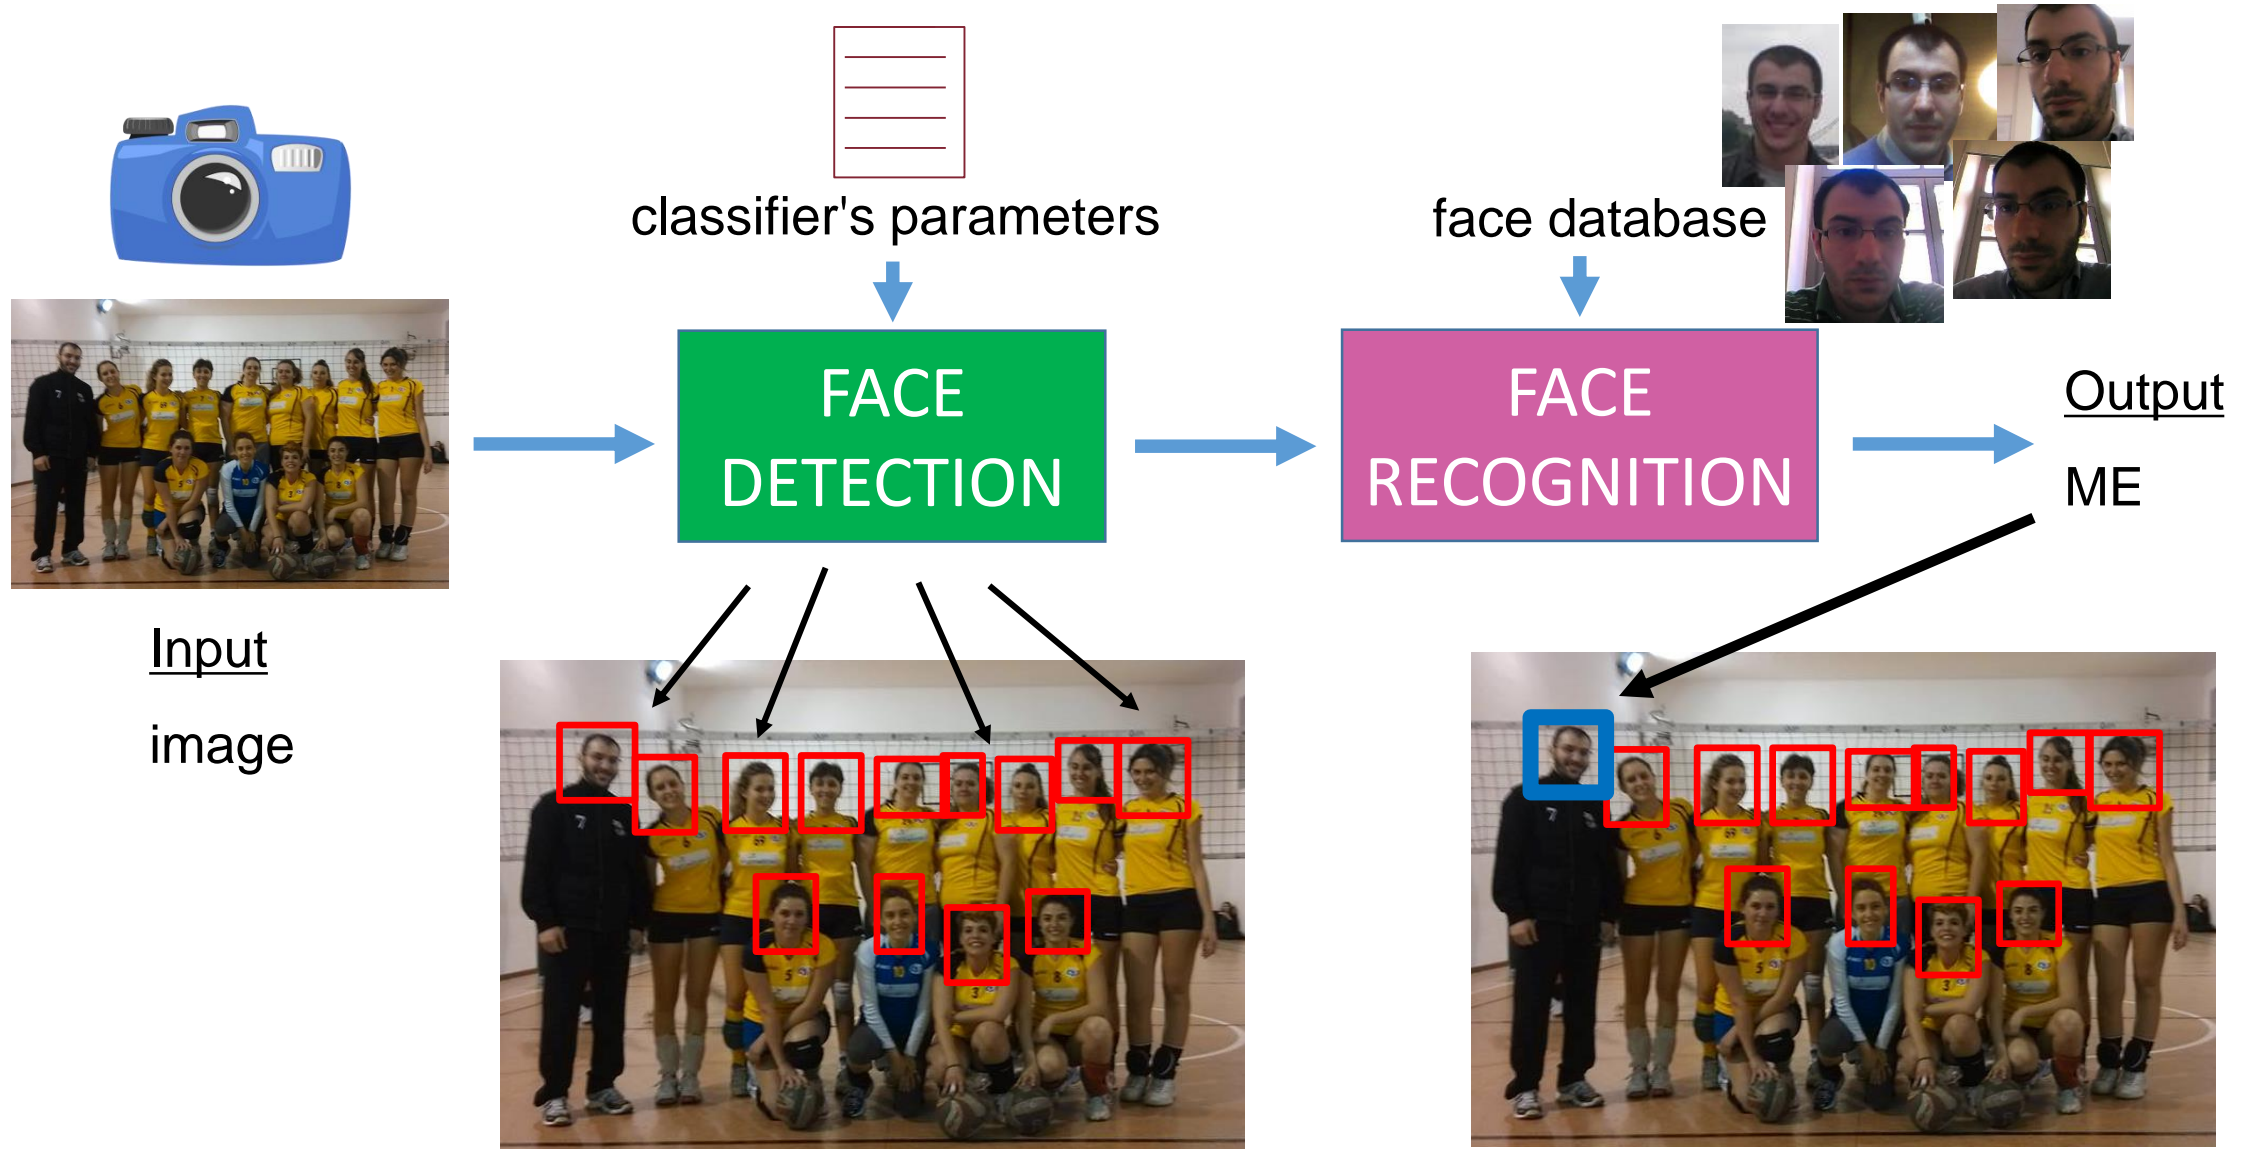 classifier's parameters
face database
FACE
DETECTION
FACE
RECOGNITION
Output
ME
Input
image